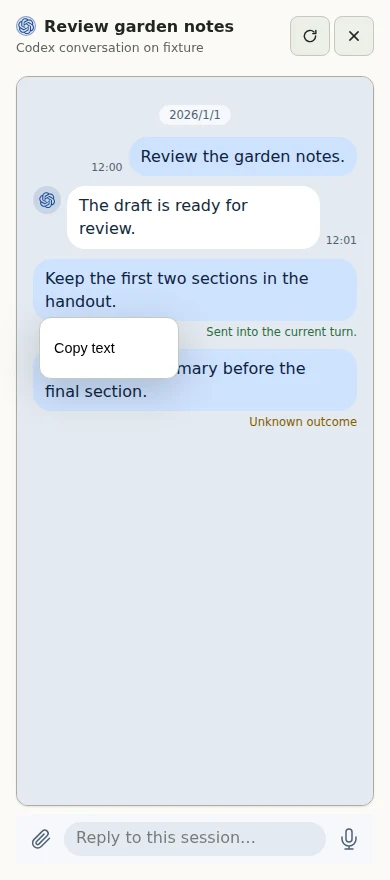 Review garden notes
Codex conversation on fixture
2026/1/1
Review the garden notes.
12:00
The draft is ready for
review.
12:01
Keep the first two sections in the
handout.
Sent into the current turn.
Copy text
before the
final section.
Unknown outcome
Reply to this session...